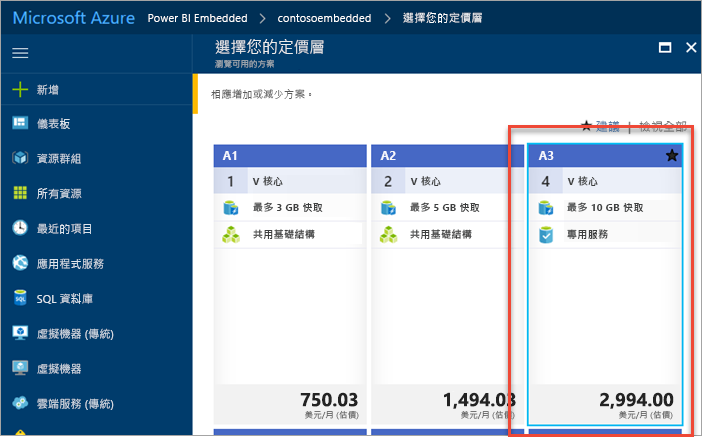 Microsoft Azure Power BI Embedded > contosoembedded > 選擇您的定價層
選擇您的定價層
瀏覽可用的方案
新增
儀表板
資源群組
所有資源
最近的項目
應用程式服務
SQL 資料庫
虛擬機器 (傳統)
虛擬機器
雲端服務 (傳統)
相應增加或減少方案。
★ 建議 | 檢視全部
A1
1 V 核心
最多 3 GB 快取
共用基礎結構
750.03
美元/月 (估價)
A2
2 V 核心
最多 5 GB 快取
共用基礎結構
1,494.03
美元/月 (估價)
A3 ★
4 V 核心
最多 10 GB 快取
專用服務
2,994.00
美元/月 (估價)